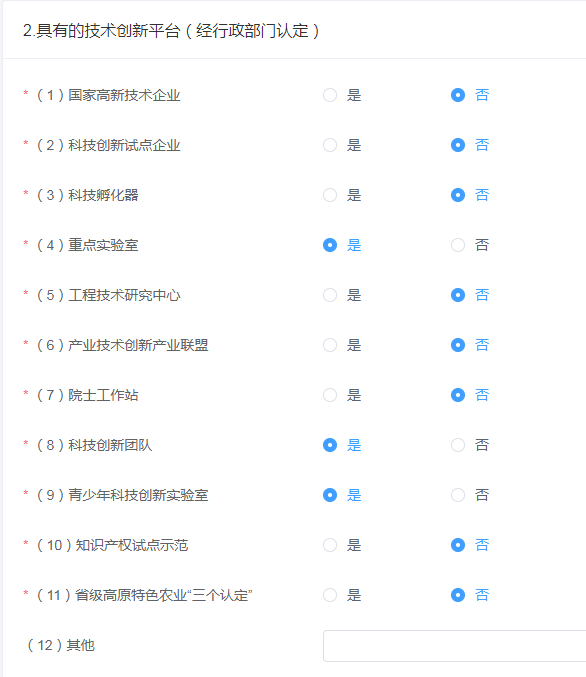 2.具有的技术创新平台（经行政部门认定）
* （1）国家高新技术企业 是 否
* （2）科技创新试点企业 是 否
* （3）科技孵化器 是 否
* （4）重点实验室 是 否
* （5）工程技术研究中心 是 否
* （6）产业技术创新产业联盟 是 否
* （7）院士工作站 是 否
* （8）科技创新团队 是 否
* （9）青少年科技创新实验室 是 否
* （10）知识产权试点示范 是 否
* （11）省级高原特色农业“三个认定” 是 否
（12）其他